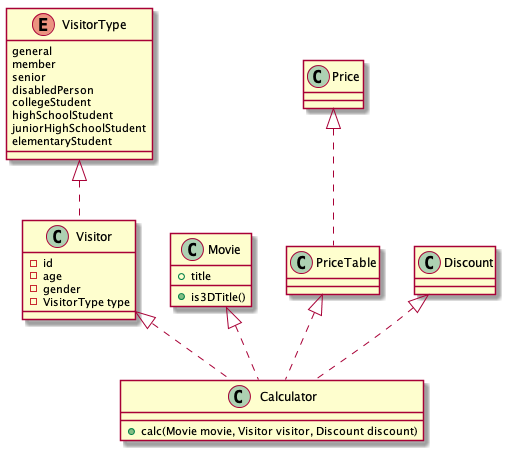 E VisitorType
general
member
senior
disabledPerson
collegeStudent
highSchoolStudent
juniorHighSchoolStudent
elementaryStudent
C Price
C Visitor
id
age
gender
VisitorType type
C Movie
title
is3DTitle()
C PriceTable
C Discount
C Calculator
calc(Movie movie, Visitor visitor, Discount discount)